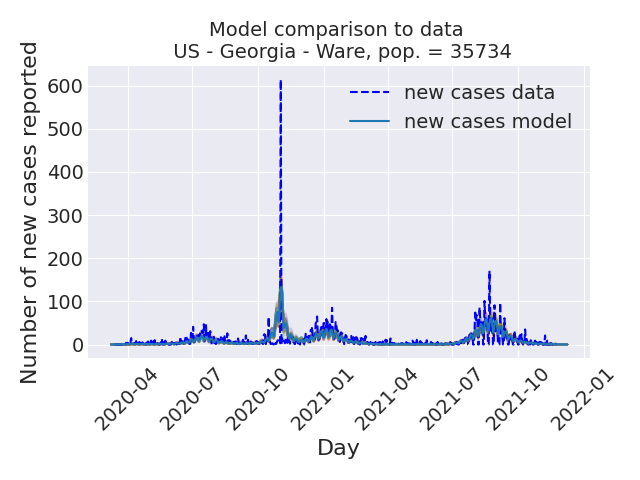 Model comparison to data
US - Georgia - Ware, pop. = 35734
Number of new cases reported
600
500
400
300
200
100
0
new cases data
new cases model
2020-04
2020-07
2020-10
2021-01
2021-04
2021-07
2021-10
2022-01
Day